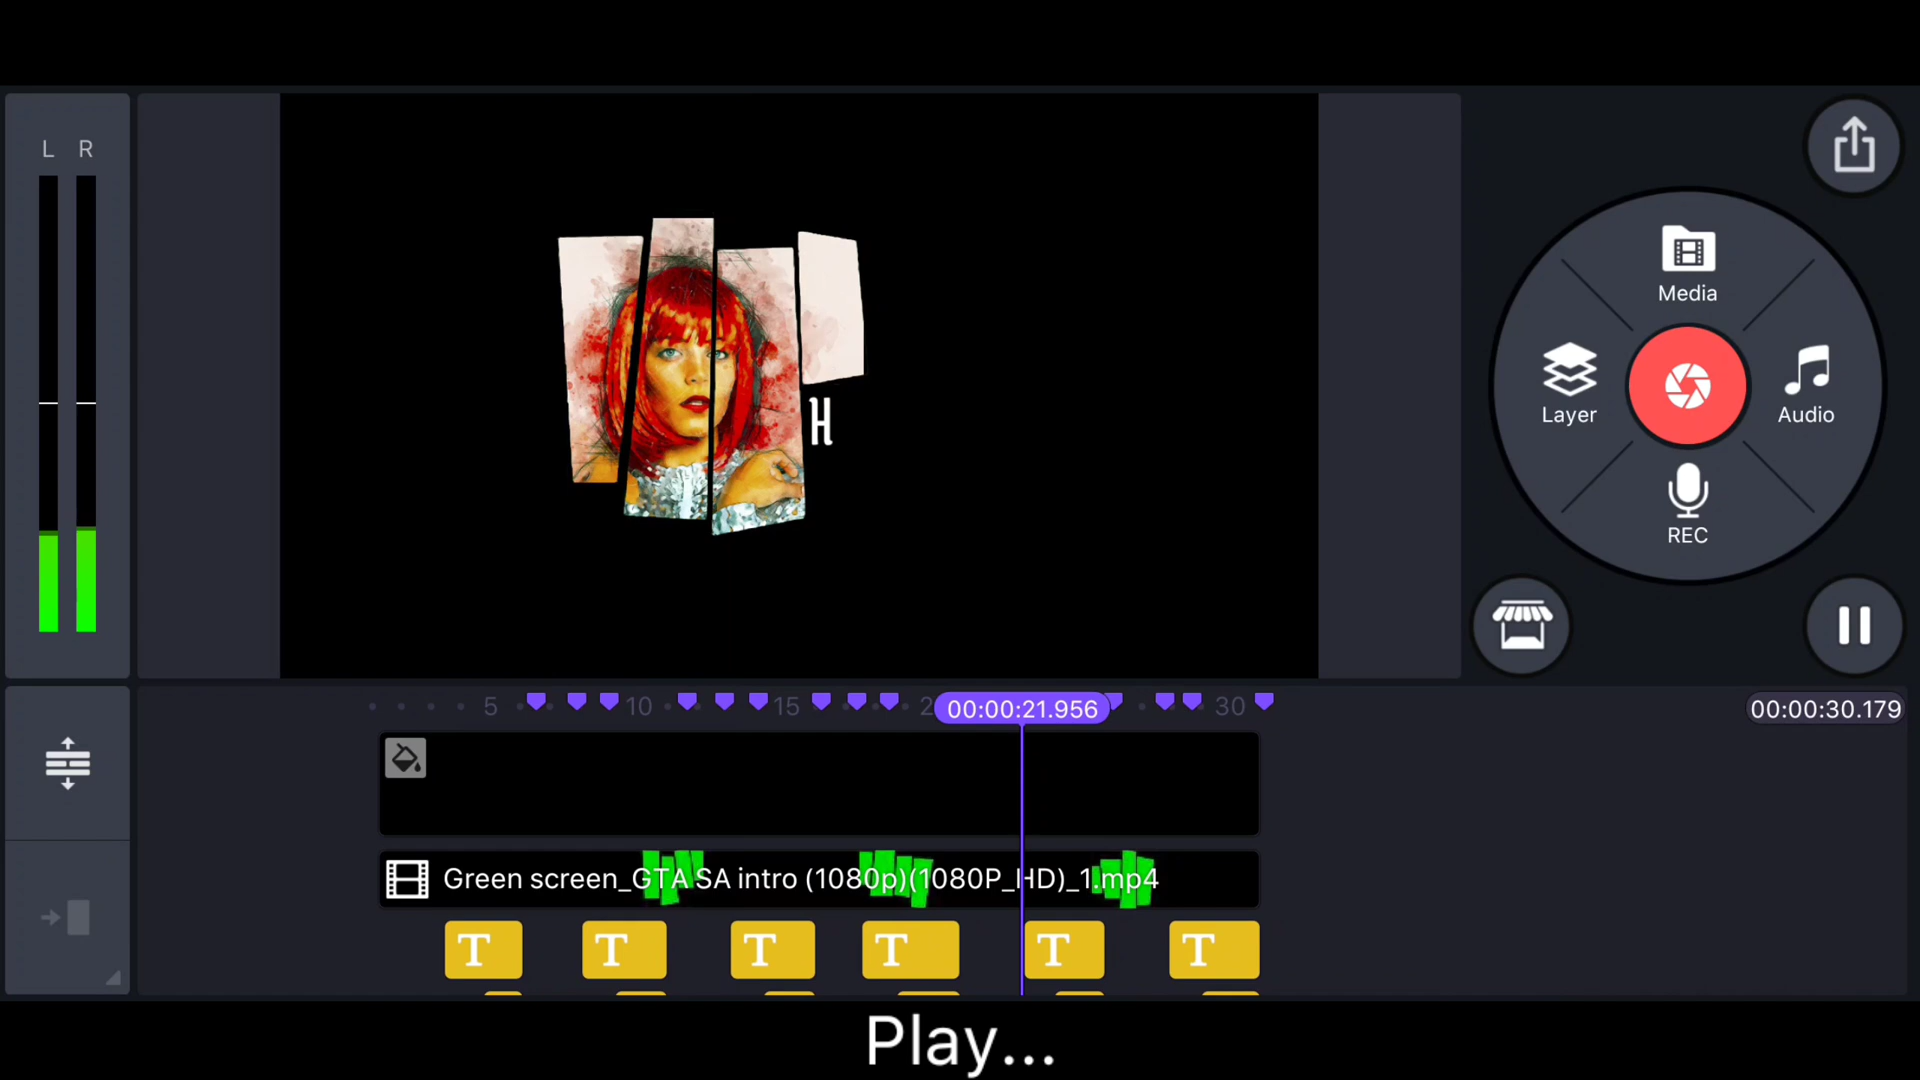 L R
Media
H
Layer
Audio
REC
5 10 15 2 00:00:21.956 30 00:00:30.179
Green screen_GTA SA intro (1080p)(1080P_HD)_1.mp4
T T T T T T
Play...